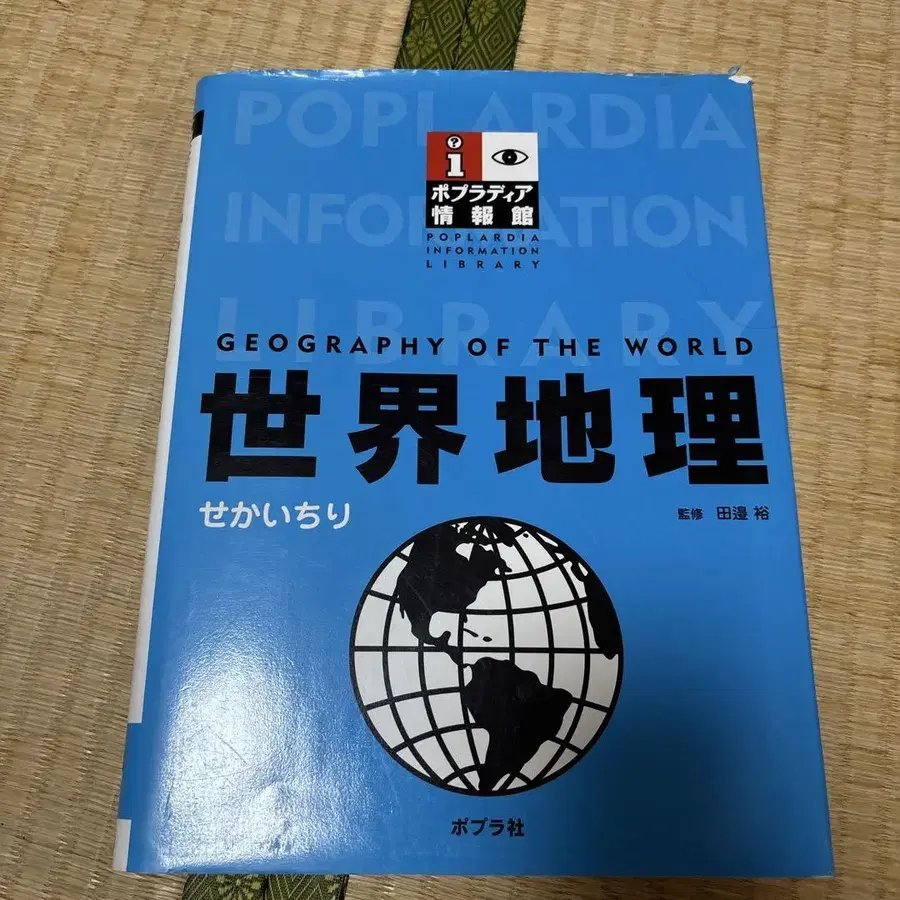 POPLARDIA
INFORMATION
LIBRARY
?
i
ポプラディア
情報館
POPLARDIA
INFORMATION
LIBRARY
GEOGRAPHY OF THE WORLD
世界地理
せかいちり
監修 田邉 裕
ポプラ社